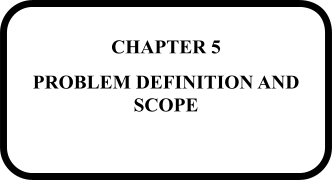 CHAPTER 5
PROBLEM DEFINITION AND
SCOPE